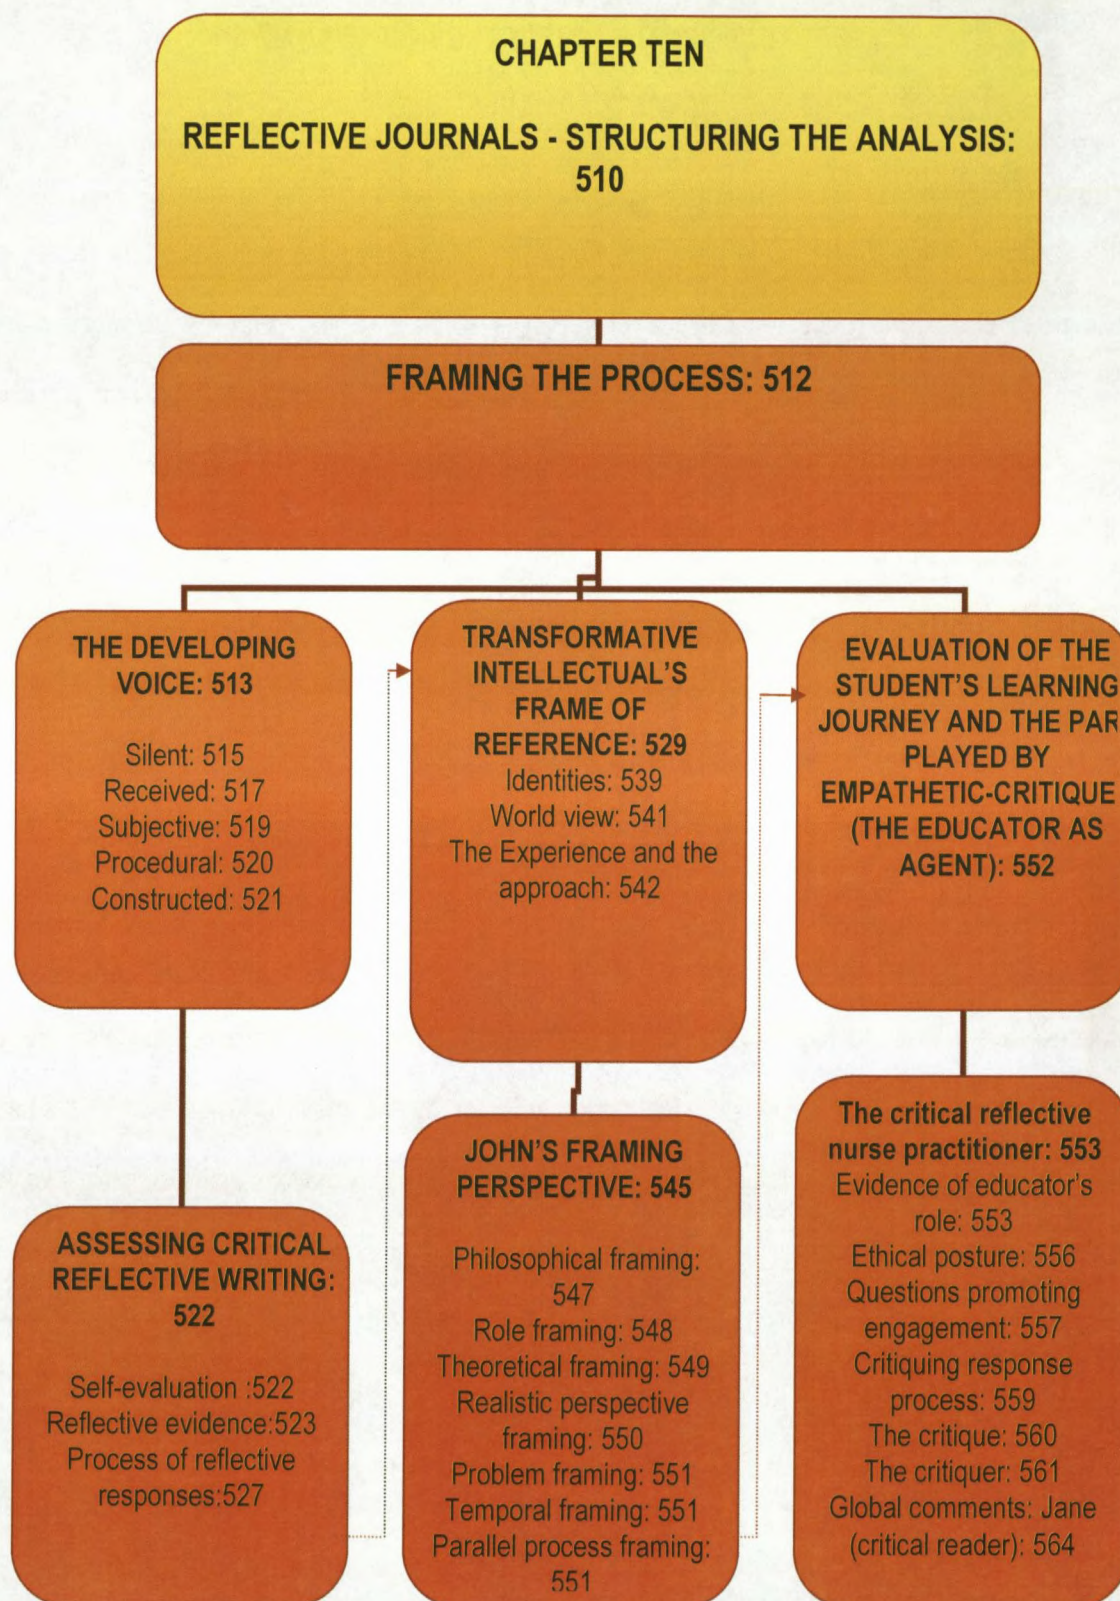 CHAPTER TEN
REFLECTIVE JOURNALS - STRUCTURING THE ANALYSIS:
510
FRAMING THE PROCESS: 512
THE DEVELOPING
VOICE: 513
Silent: 515
Received: 517
Subjective: 519
Procedural: 520
Constructed: 521
ASSESSING CRITICAL
REFLECTIVE WRITING:
522
Self-evaluation :522
Reflective evidence:523
Process of reflective
responses:527
TRANSFORMATIVE
INTELLECTUAL'S
FRAME OF
REFERENCE: 529
Identities: 539
World view: 541
The Experience and the
approach: 542
JOHN'S FRAMING
PERSPECTIVE: 545
Philosophical framing:
547
Role framing: 548
Theoretical framing: 549
Realistic perspective
framing: 550
Problem framing: 551
Temporal framing: 551
Parallel process framing:
551
EVALUATION OF THE
STUDENT'S LEARNING
JOURNEY AND THE PAR
PLAYED BY
EMPATHETIC-CRITIQUE
(THE EDUCATOR AS
AGENT): 552
The critical reflective
nurse practitioner: 553
Evidence of educator's
role: 553
Ethical posture: 556
Questions promoting
engagement: 557
Critiquing response
process: 559
The critique: 560
The critiquer: 561
Global comments: Jane
(critical reader): 564